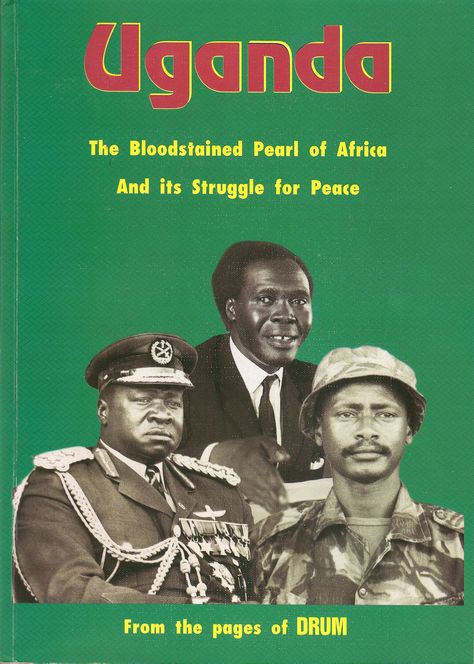 Uganda
The Bloodstained Pearl of Africa
And its Struggle for Peace
From the pages of DRUM